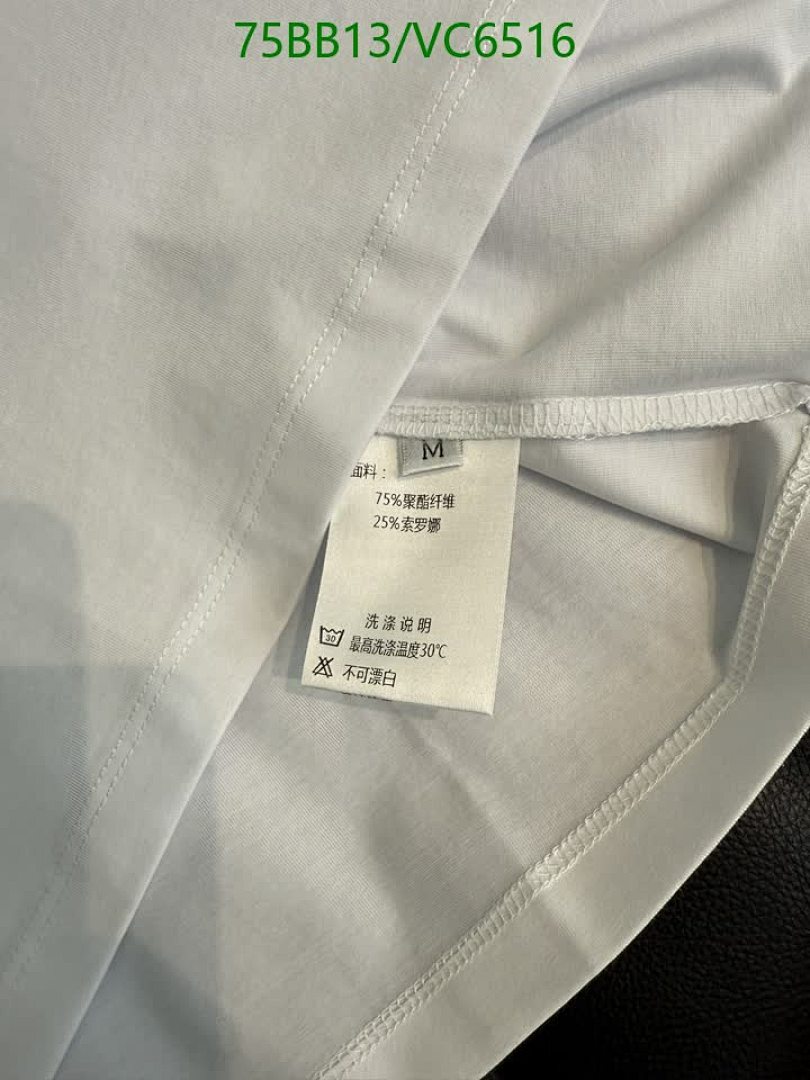 75BB13/VC6516
M
面料：
75%聚酯纤维
25%索罗娜
洗涤说明
30
最高洗涤温度30℃
不可漂白